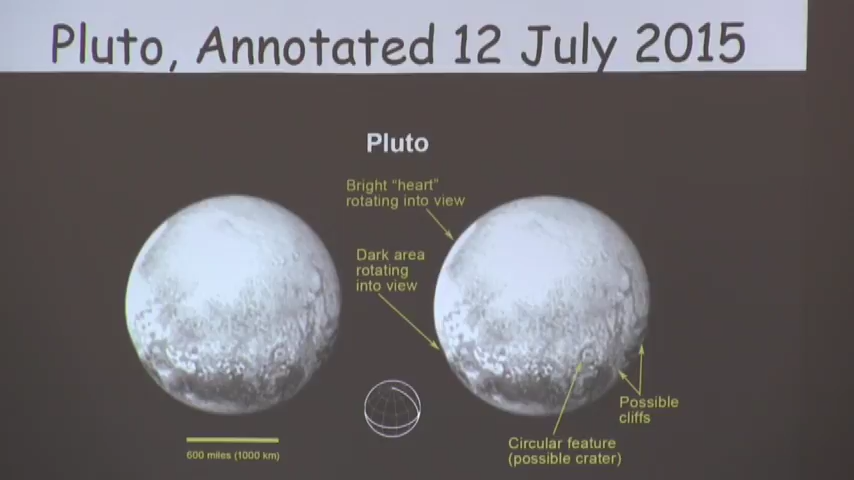 Pluto, Annotated 12 July 2015
Pluto
Bright "heart"
rotating into view
Dark area
rotating
into view
Possible
cliffs
Circular feature
(possible crater)
600 miles (1000 km)